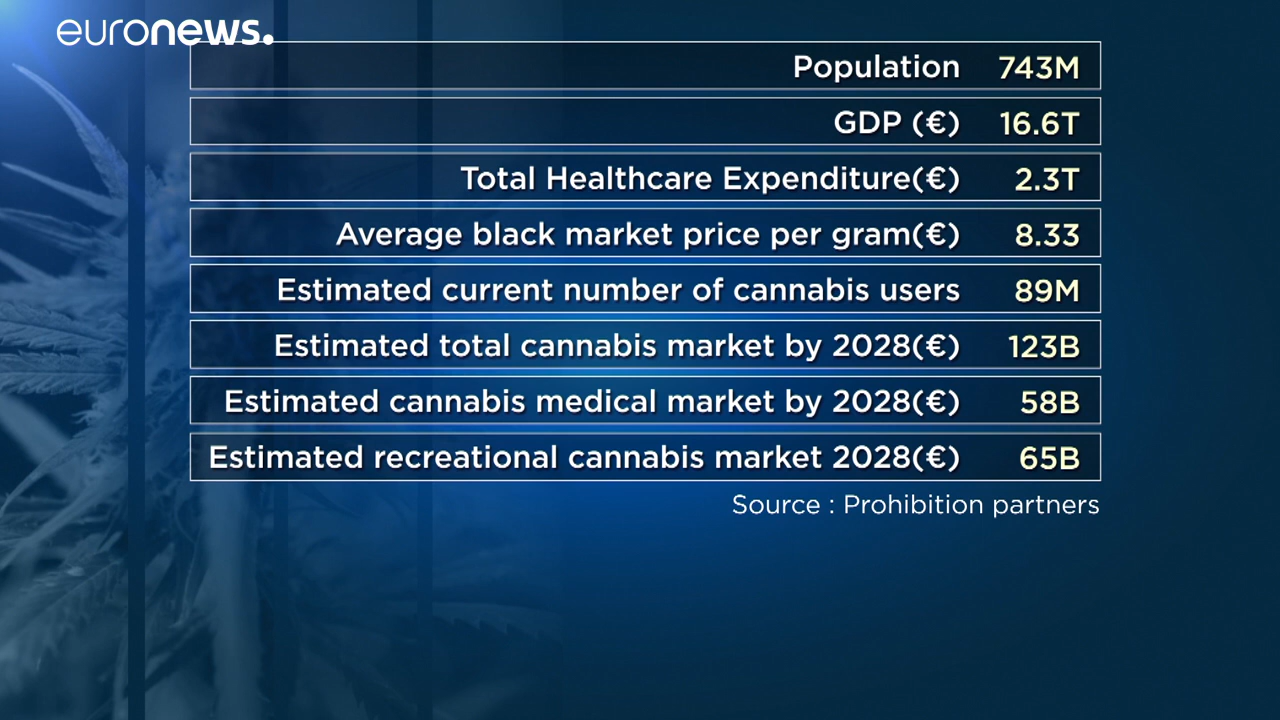 euronews.
Population 743M
GDP (€) 16.6T
Total Healthcare Expenditure(€) 2.3T
Average black market price per gram(€) 8.33
Estimated current number of cannabis users 89M
Estimated total cannabis market by 2028(€) 123B
Estimated cannabis medical market by 2028(€) 58B
Estimated recreational cannabis market 2028(€) 65B
Source : Prohibition partners